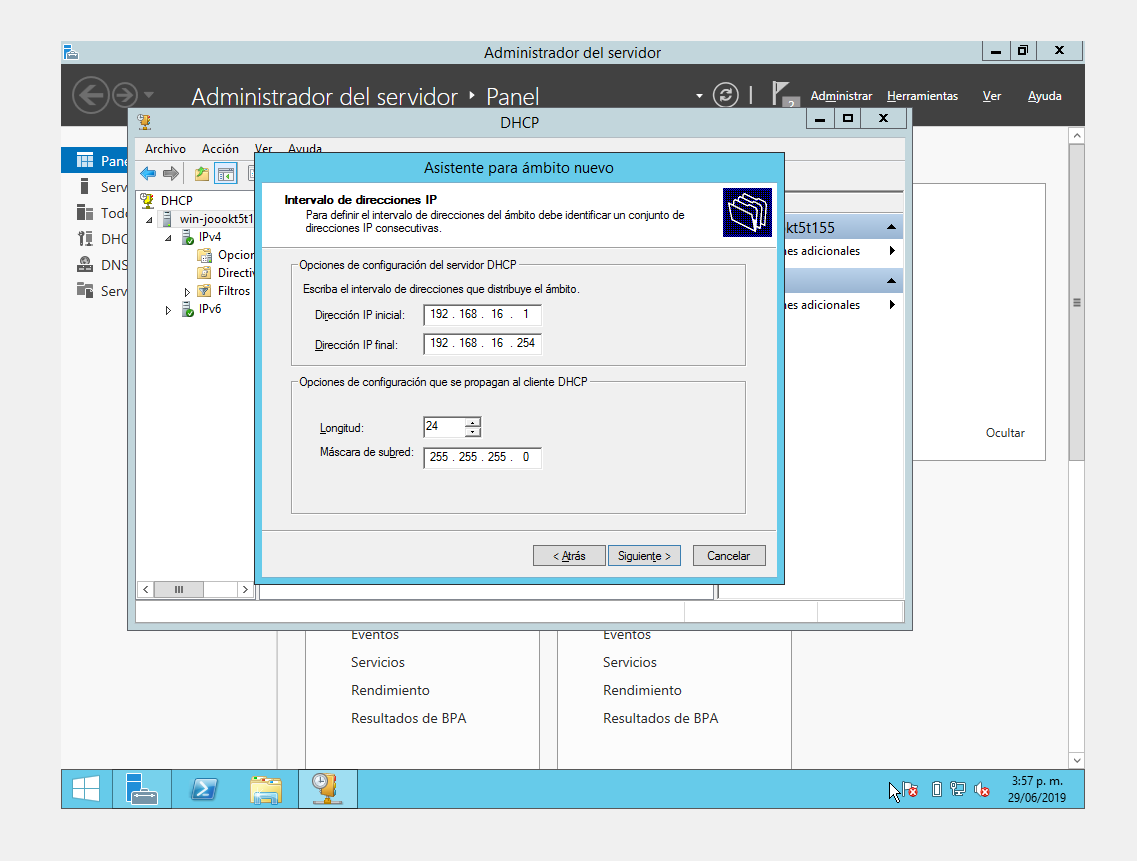 Administrador del servidor
Administrador del servidor ‣ Panel
Administrar Herramientas Ver Ayuda
DHCP
Archivo Acción Ver Ayuda
Asistente para ámbito nuevo
Intervalo de direcciones IP
Para definir el intervalo de direcciones del ámbito debe identificar un conjunto de
direcciones IP consecutivas.
DHCP
win-joookt5t1
IPv4
Opcion
Directiv
Filtros
IPv6
Pane
Serv
Tod
DHC
DNS
Serv
Opciones de configuración del servidor DHCP
Escriba el intervalo de direcciones que distribuye el ámbito.
Dirección IP inicial: 192 . 168 . 16 . 1
Dirección IP final: 192 . 168 . 16 . 254
Opciones de configuración que se propagan al cliente DHCP
Longitud: 24
Máscara de subred: 255 . 255 . 255 . 0
< Atrás Siguiente > Cancelar
kt5t155
es adicionales
es adicionales
Ocultar
Eventos
Servicios
Rendimiento
Resultados de BPA
Eventos
Servicios
Rendimiento
Resultados de BPA
3:57 p. m.
29/06/2019